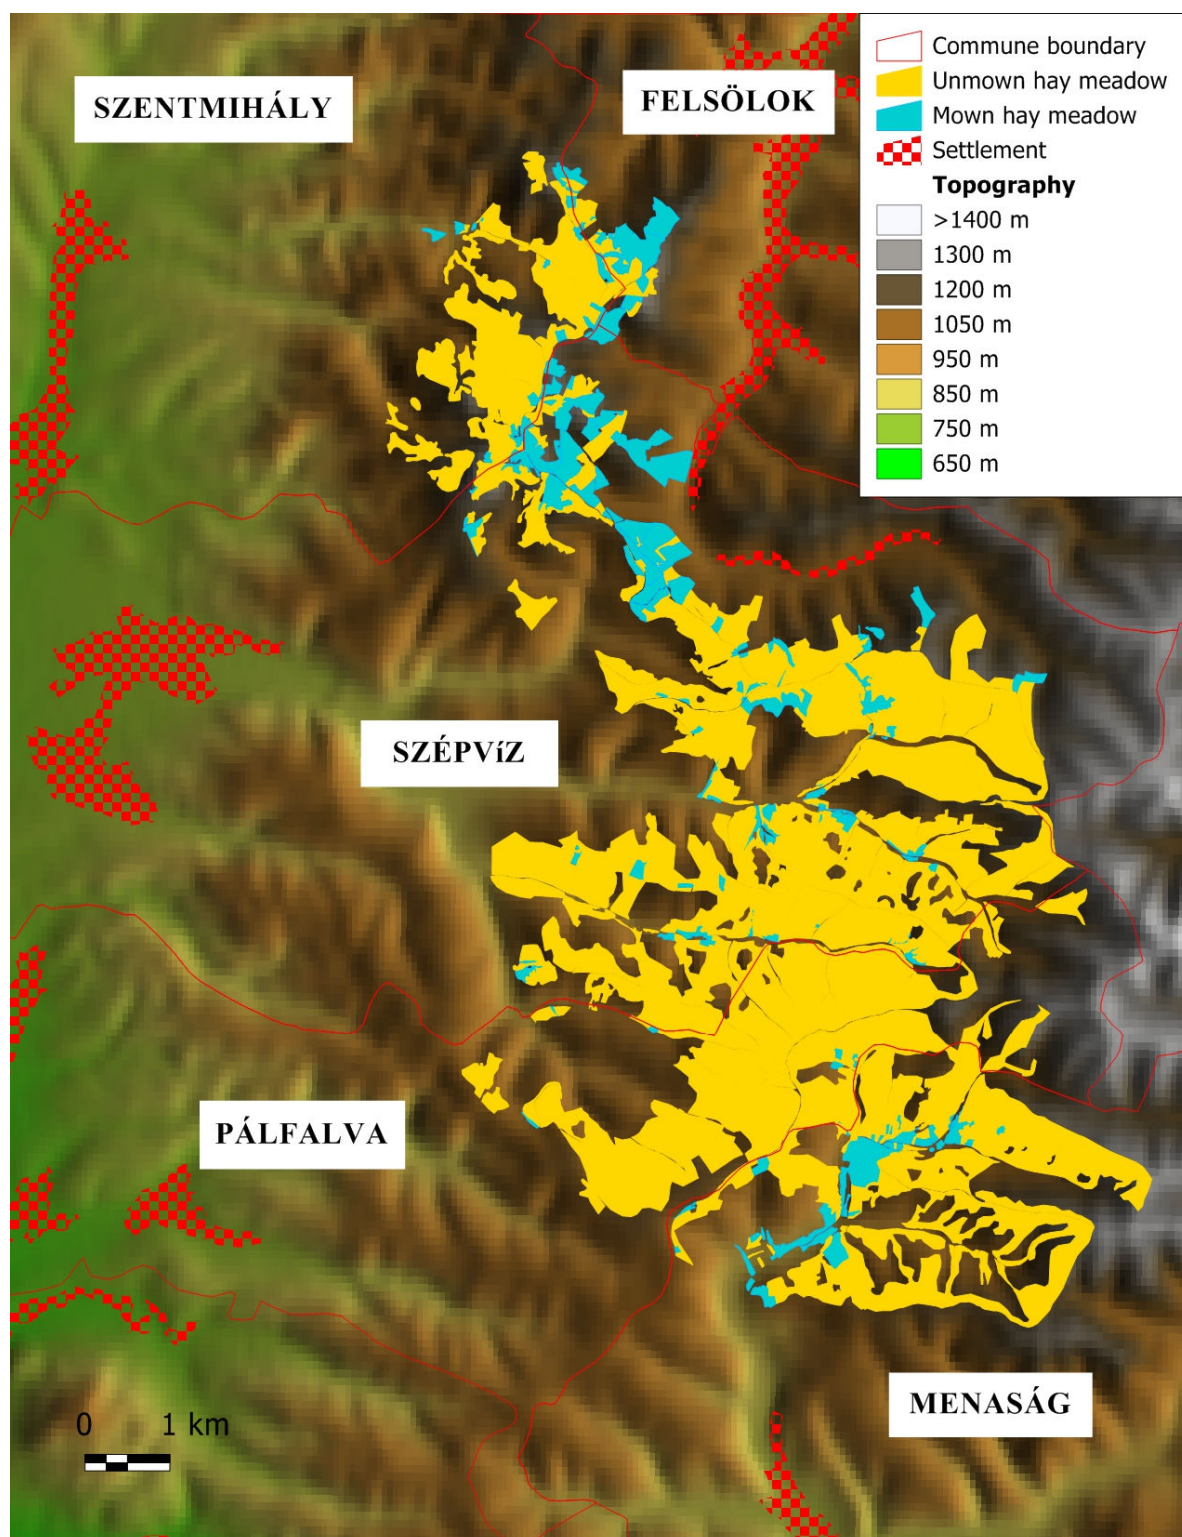 SZENTMIHÁLY
FELSÖLOK
Commune boundary
Unmown hay meadow
Mown hay meadow
Settlement
Topography
>1400 m
1300 m
1200 m
1050 m
950 m
850 m
750 m
650 m
SZÉPVíZ
PÁLFALVA
MENASÁG
0 1 km